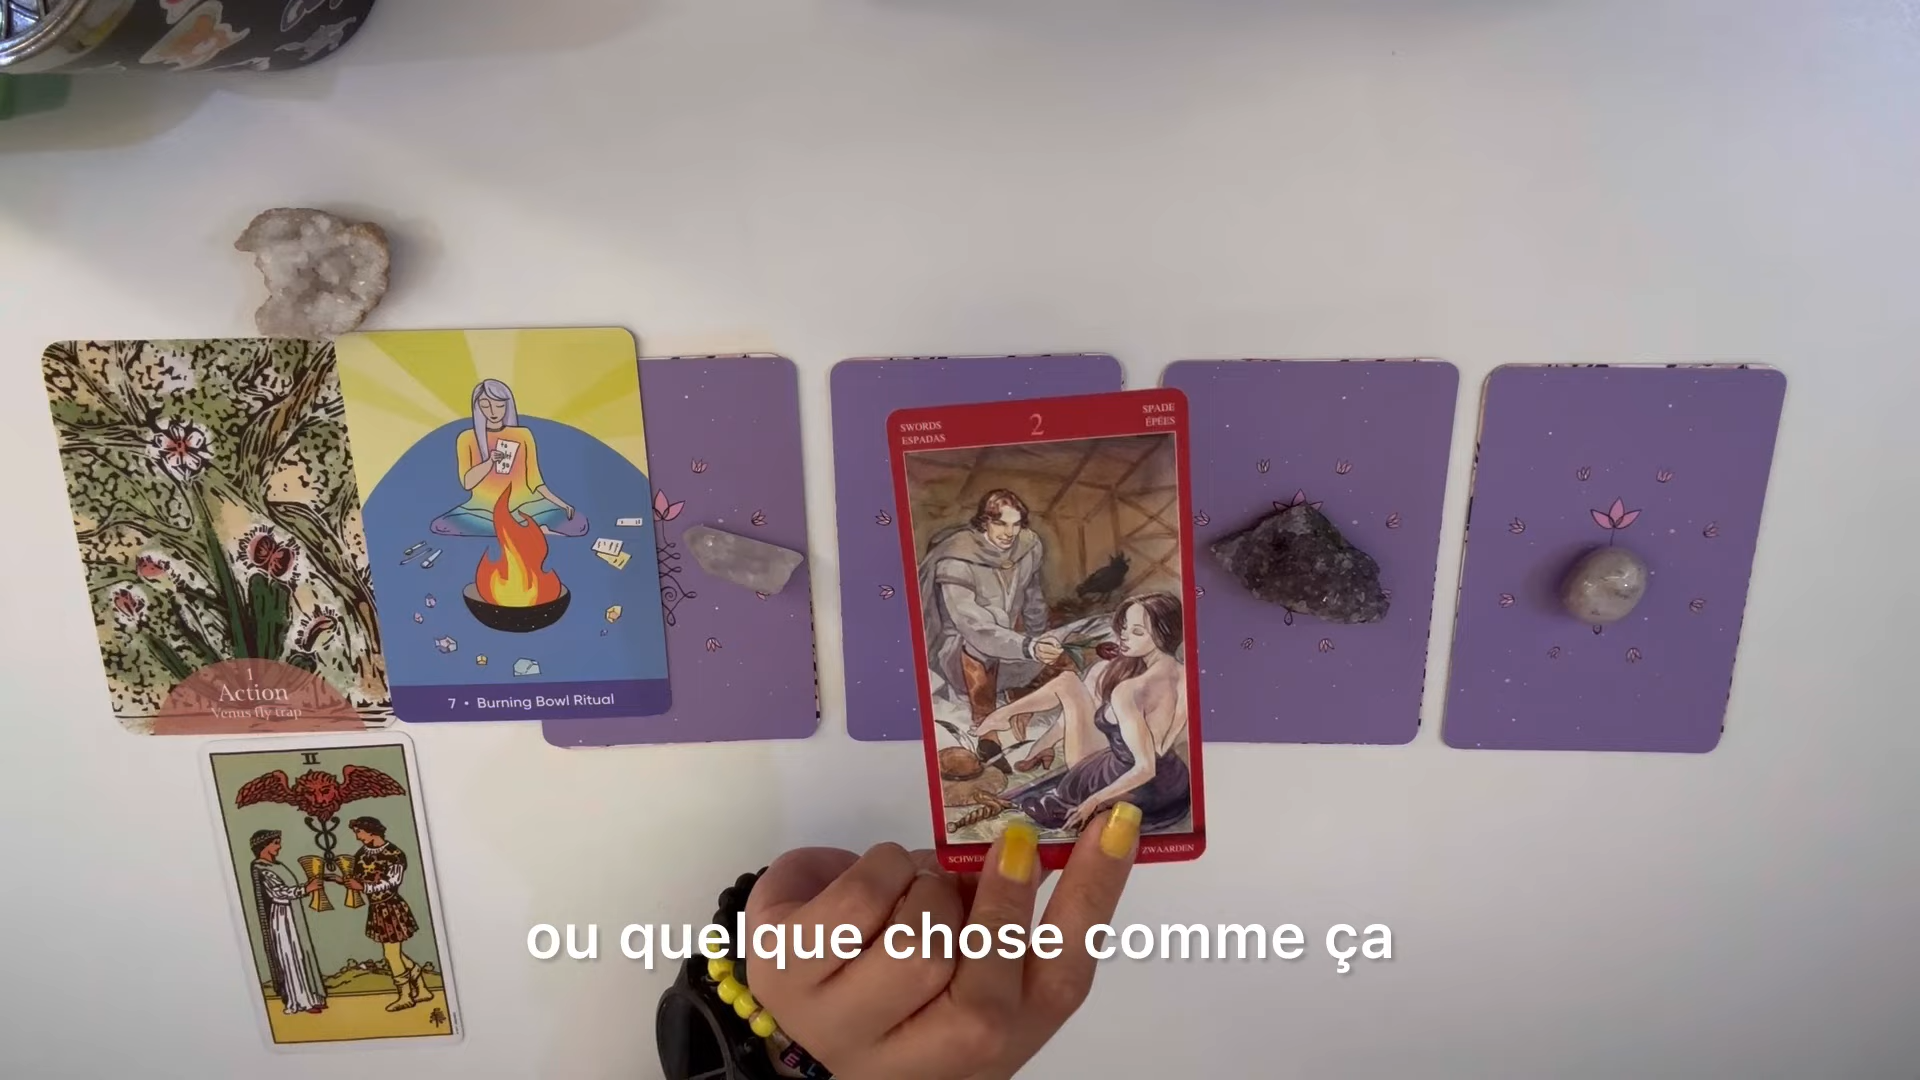 SWORDS
ESPADAS
2
SPADE
ÉPÉES
1
Action
Venus fly trap
7 • Burning Bowl Ritual
II
ZWAARDEN
ou quelque chose comme ça